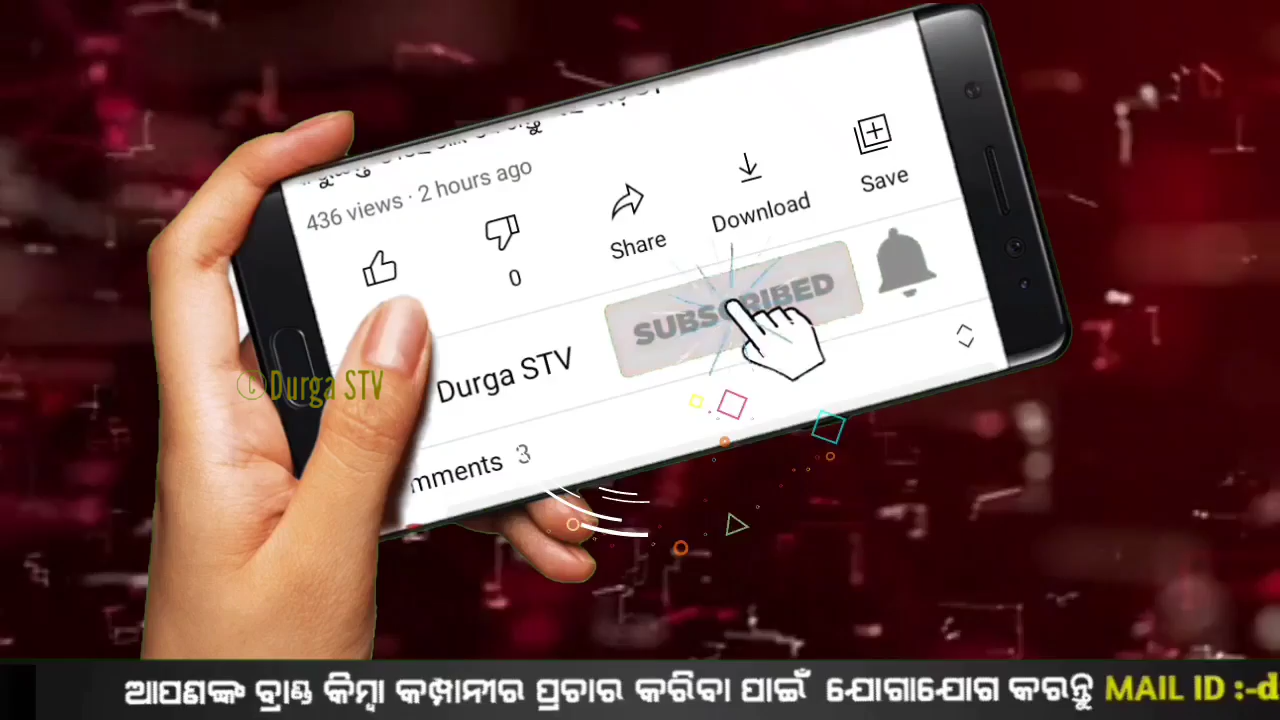 436 views · 2 hours ago
0
Share
Download
Save
Durga STV
SUBSCRIBED
mments 3
©Durga STV
ଆପଣଙ୍କ ବ୍ରାଣ୍ଡ କିମ୍ବା କମ୍ପାନୀର ପ୍ରଚାର କରିବା ପାଇଁ ଯୋଗାଯୋଗ କରନ୍ତୁ MAIL ID :-d